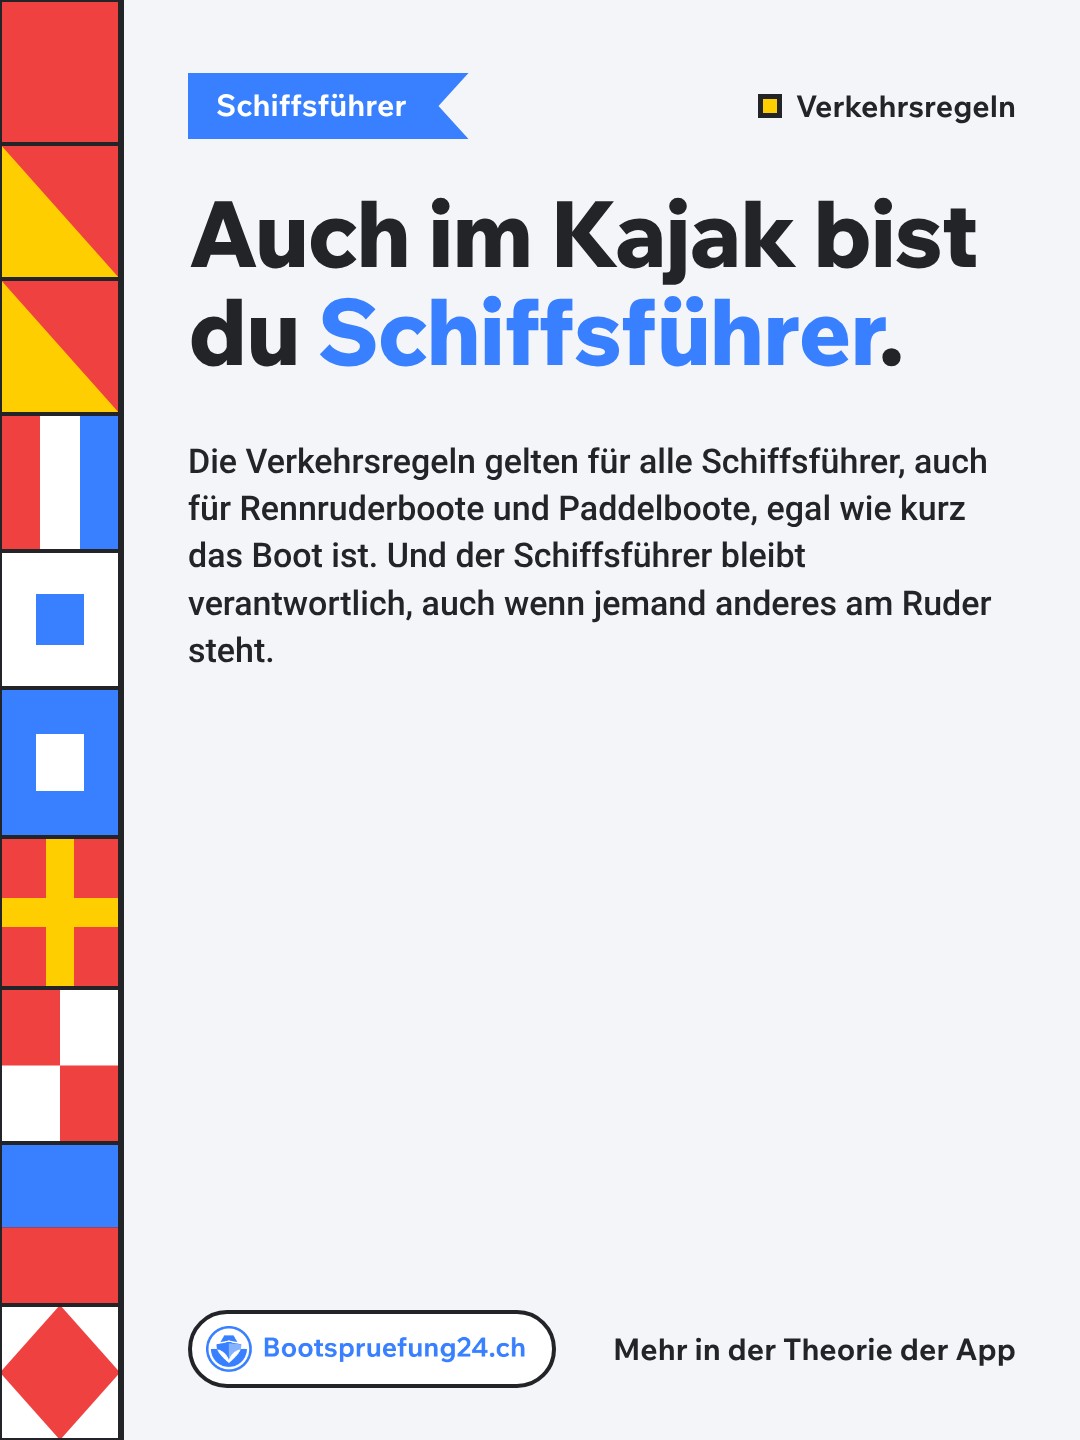 Schiffsführer
Verkehrsregeln
Auch im Kajak bist
du Schiffsführer.
Die Verkehrsregeln gelten für alle Schiffsführer, auch
für Rennruderboote und Paddelboote, egal wie kurz
das Boot ist. Und der Schiffsführer bleibt
verantwortlich, auch wenn jemand anderes am Ruder
steht.
Bootspruefung24.ch
Mehr in der Theorie der App